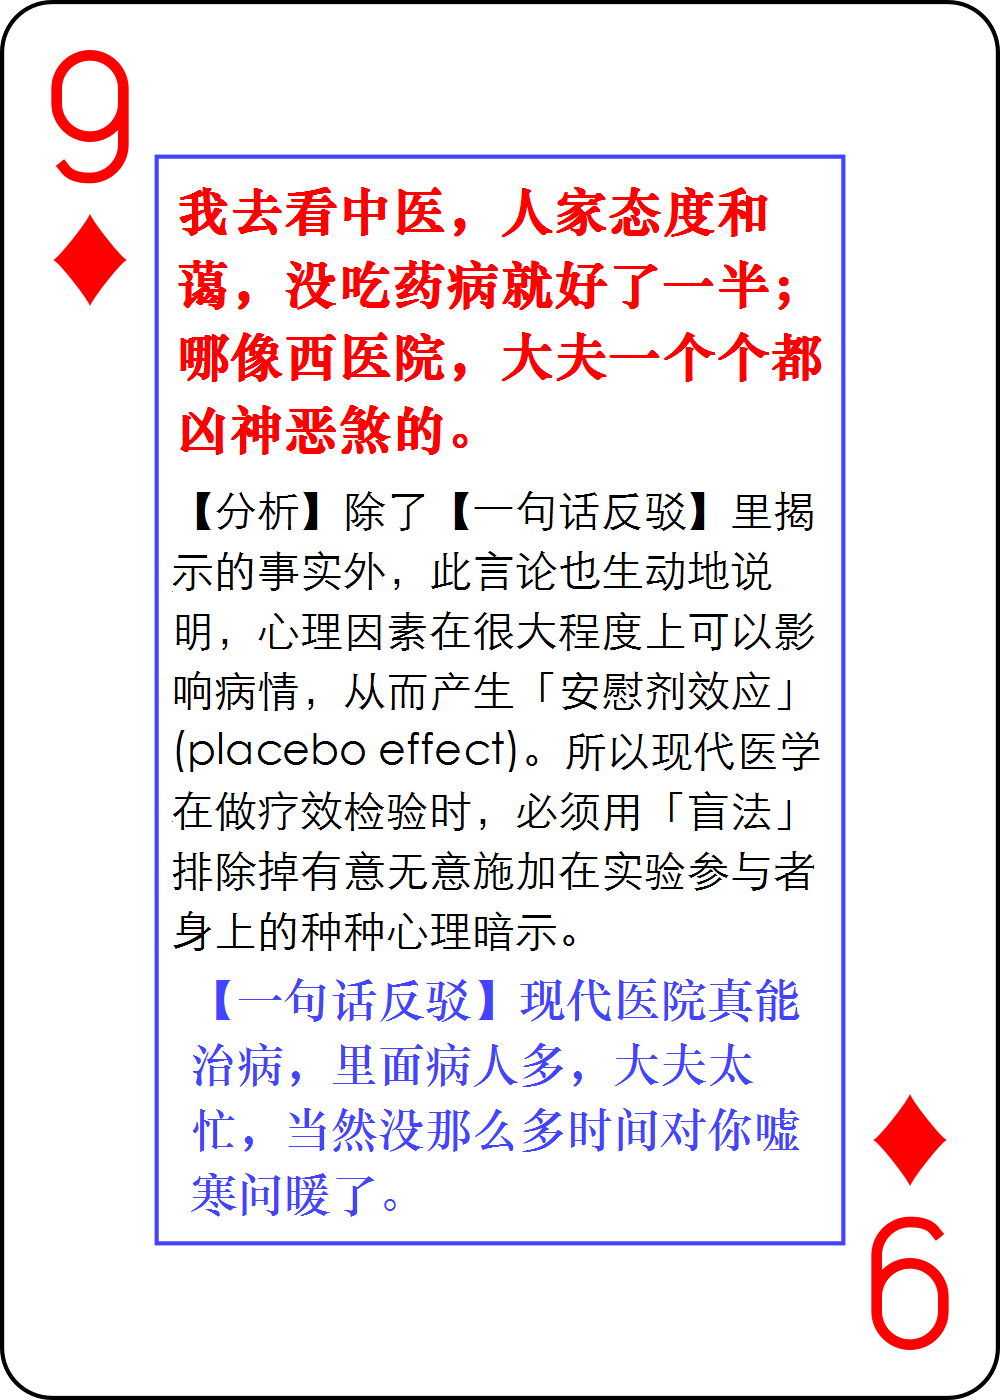 9
我去看中医，人家态度和
蔼，没吃药病就好了一半；
哪像西医院，大夫一个个都
凶神恶煞的。
【分析】除了【一句话反驳】里揭
示的事实外，此言论也生动地说
明，心理因素在很大程度上可以影
响病情，从而产生「安慰剂效应」
(placebo effect)。所以现代医学
在做疗效检验时，必须用「盲法」
排除掉有意无意施加在实验参与者
身上的种种心理暗示。
【一句话反驳】现代医院真能
治病，里面病人多，大夫太
忙，当然没那么多时间对你嘘
寒问暖了。
9